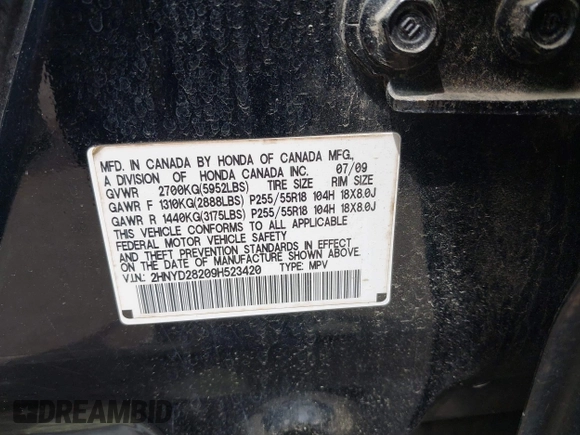 MFD. IN CANADA BY HONDA OF CANADA MFG.,
A DIVISION OF HONDA CANADA INC. 07/09
GVWR 2700KG(5952LBS) TIRE SIZE RIM SIZE
GAWR F 1310KG(2888LBS) P255/55R18 104H 18X8.0J
GAWR R 1440KG(3175LBS) P255/55R18 104H 18X8.0J
THIS VEHICLE CONFORMS TO ALL APPLICABLE
FEDERAL MOTOR VEHICLE SAFETY
AND THEFT PREVENTION STANDARDS IN EFFECT
ON THE DATE OF MANUFACTURE SHOWN ABOVE.
V.I.N.: 2HNYD28209H523420 TYPE: MPV
DREAMBID